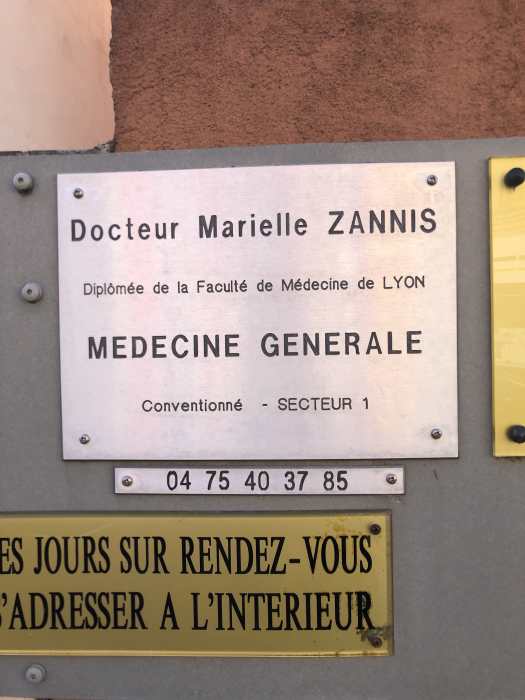 Docteur Marielle ZANNIS
Diplômée de la Faculté de Médecine de LYON
MEDECINE GENERALE
Conventionné - SECTEUR 1
04 75 40 37 85
JOURS SUR RENDEZ-VOUS
S'ADRESSER A L'INTERIEUR